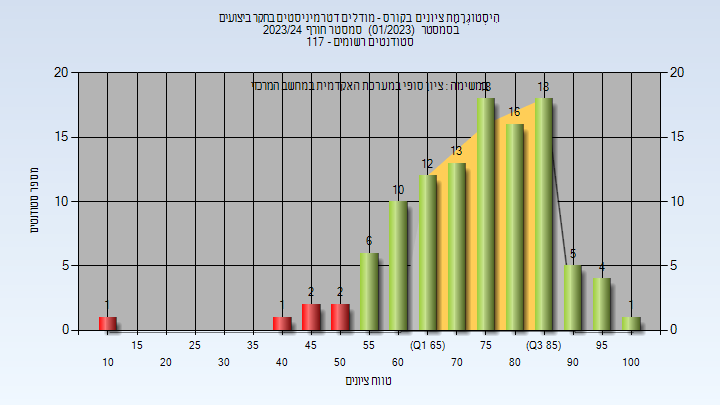 היסטוגרמת ציונים בקורס - מודלים דטרמיניסטים בחקר ביצועים
בסמסטר (01/2023) סמסטר חורף 2023/24
סטודנטים רשומים - 117
משימה : ציון סופי במערכת האקדמית במחשב המרכזי
20 20
15 15
10 10
5 5
0 0
מספר סטודנטים
1 1 2 2 6 10 12 13 18 16 18 5 4 1
15 25 35 45 55 (Q1 65) 75 (Q3 85) 95
10 20 30 40 50 60 70 80 90 100
טווח ציונים